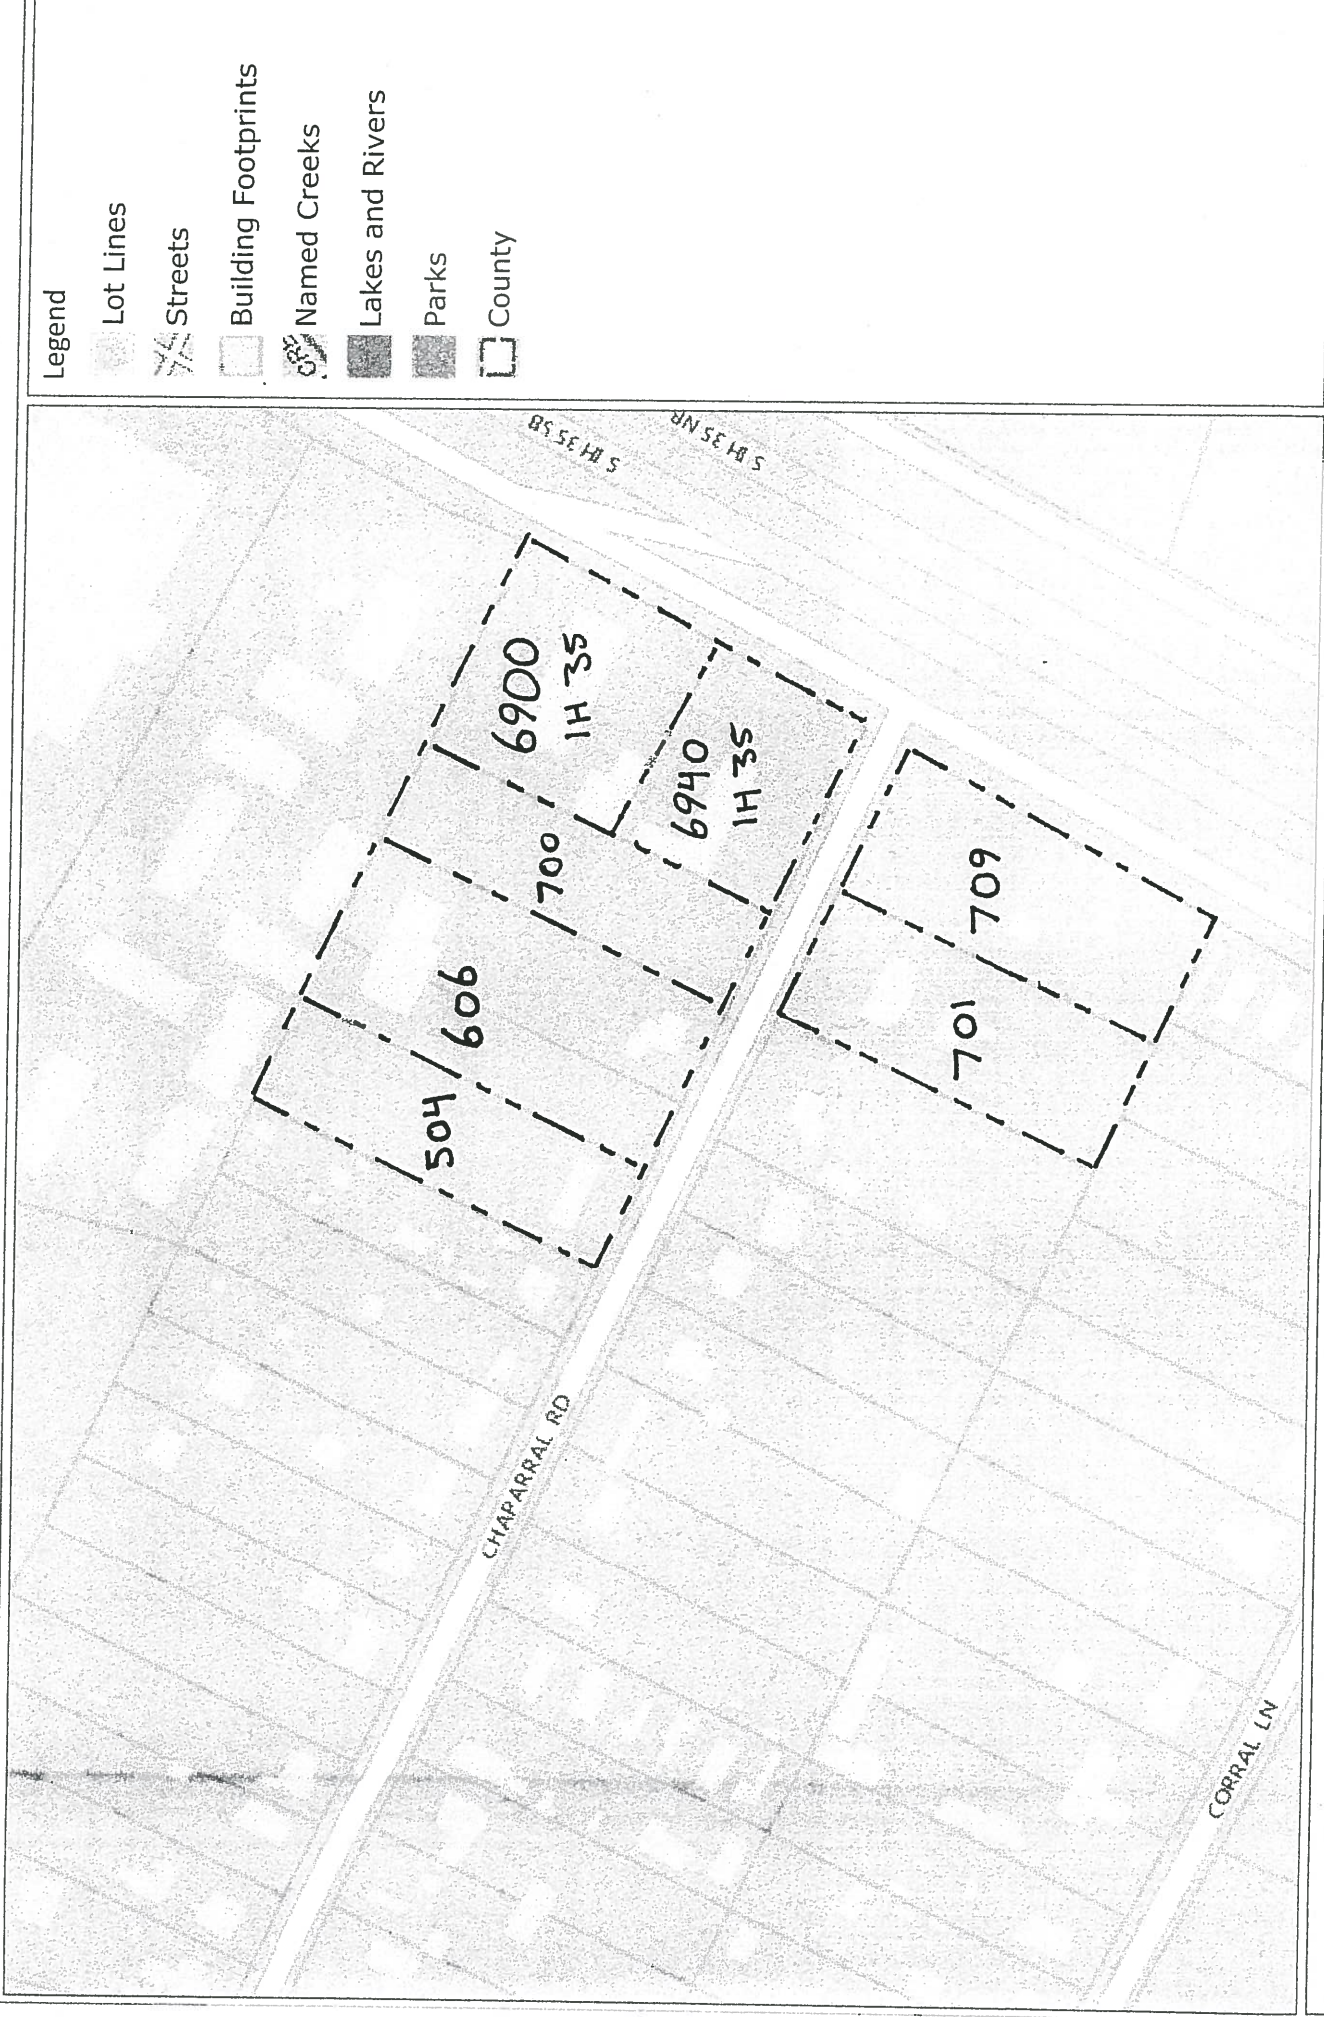 Legend
Lot Lines
Streets
Building Footprints
Named Creeks
Lakes and Rivers
Parks
County
S IH 35 SB
S IH 35 NB
6900
IH 35
6940
IH 35
700
606
504
709
701
CHAPARRAL RD
CORRAL LN